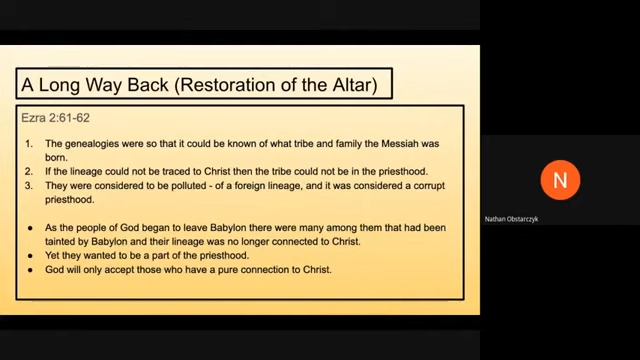 A Long Way Back (Restoration of the Altar)
Ezra 2:61-62
1. The genealogies were so that it could be known of what tribe and family the Messiah was
born.
2. If the lineage could not be traced to Christ then the tribe could not be in the priesthood.
3. They were considered to be polluted - of a foreign lineage, and it was considered a corrupt
priesthood.
● As the people of God began to leave Babylon there were many among them that had been
tainted by Babylon and their lineage was no longer connected to Christ.
● Yet they wanted to be a part of the priesthood.
● God will only accept those who have a pure connection to Christ.
N
Nathan Obstarczyk